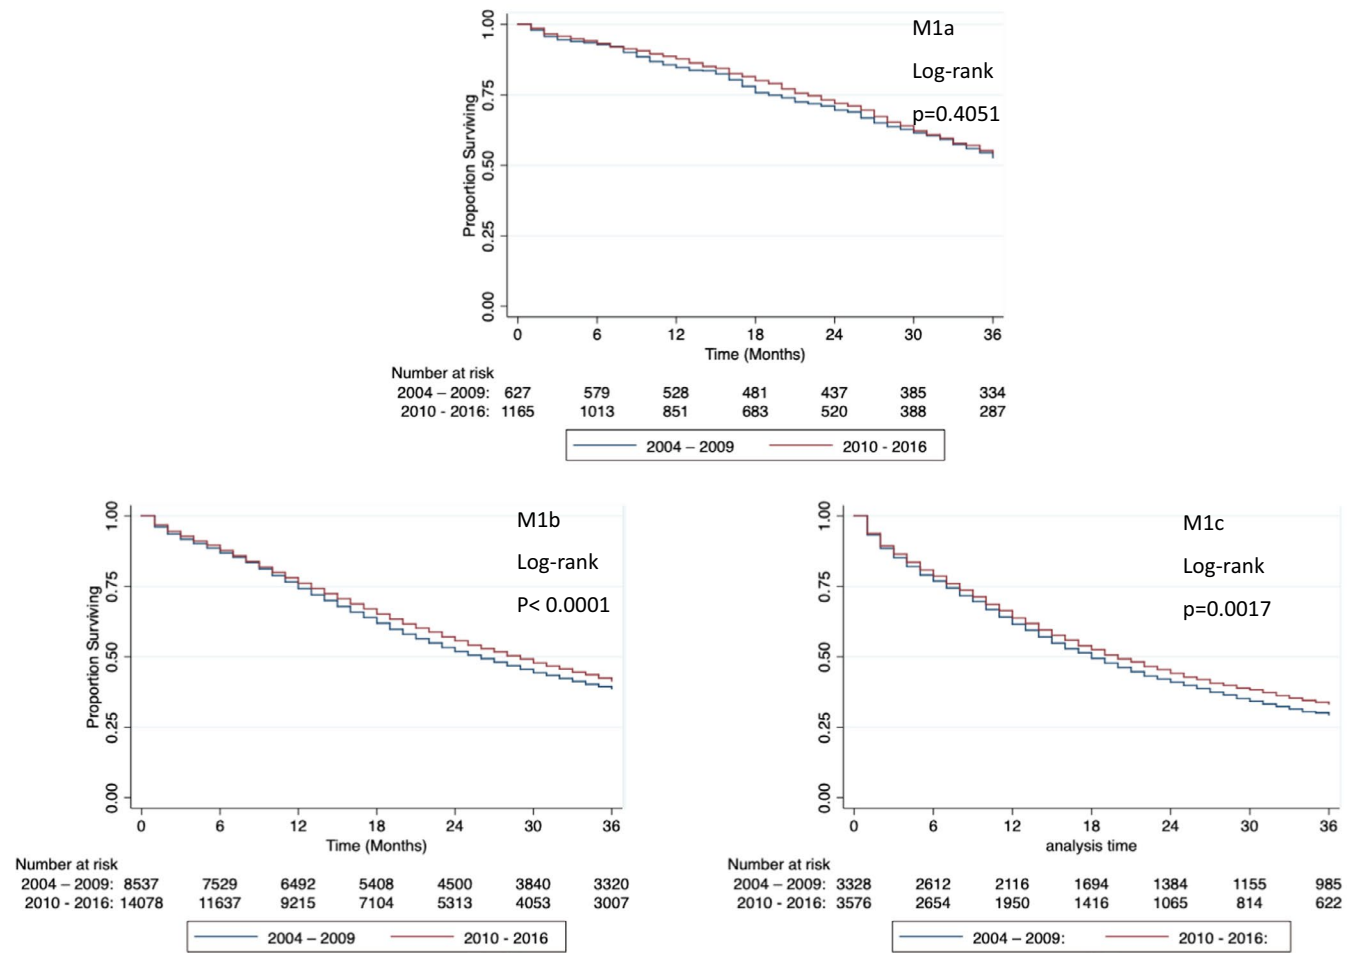 M1a
Log-rank
p=0.4051
Proportion Surviving
1.00
0.75
0.50
0.25
0.00
0 6 12 18 24 30 36
Time (Months)
Number at risk
2004 – 2009: 627 579 528 481 437 385 334
2010 - 2016: 1165 1013 851 683 520 388 287
2004 – 2009 2010 - 2016
M1b
Log-rank
P< 0.0001
Proportion Surviving
1.00
0.75
0.50
0.25
0.00
0 6 12 18 24 30 36
Time (Months)
Number at risk
2004 – 2009: 8537 7529 6492 5408 4500 3840 3320
2010 - 2016: 14078 11637 9215 7104 5313 4053 3007
2004 – 2009 2010 - 2016
M1c
Log-rank
p=0.0017
1.00
0.75
0.50
0.25
0.00
0 6 12 18 24 30 36
analysis time
Number at risk
2004 – 2009: 3328 2612 2116 1694 1384 1155 985
2010 - 2016: 3576 2654 1950 1416 1065 814 622
2004 – 2009: 2010 - 2016: